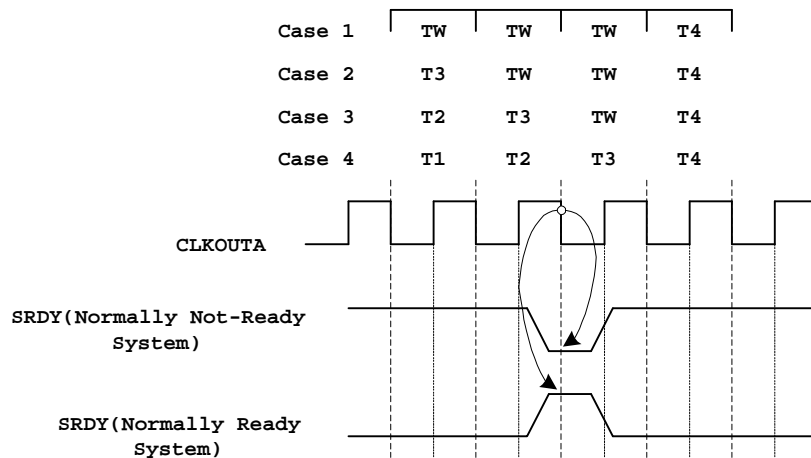 Case 1 TW TW TW T4
Case 2 T3 TW TW T4
Case 3 T2 T3 TW T4
Case 4 T1 T2 T3 T4
CLKOUTA
SRDY(Normally Not-Ready
System)
SRDY(Normally Ready
System)